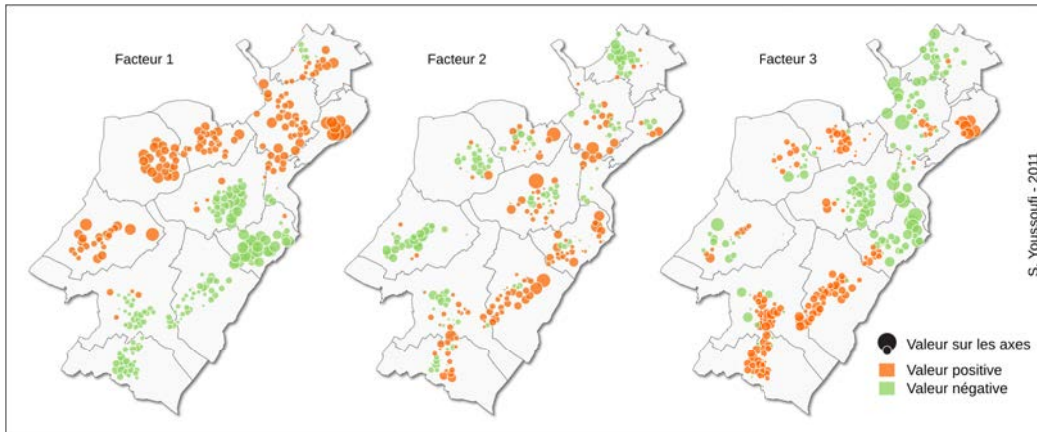 Facteur 1
Facteur 2
Facteur 3
S. Youssoufi - 2011
Valeur sur les axes
Valeur positive
Valeur négative